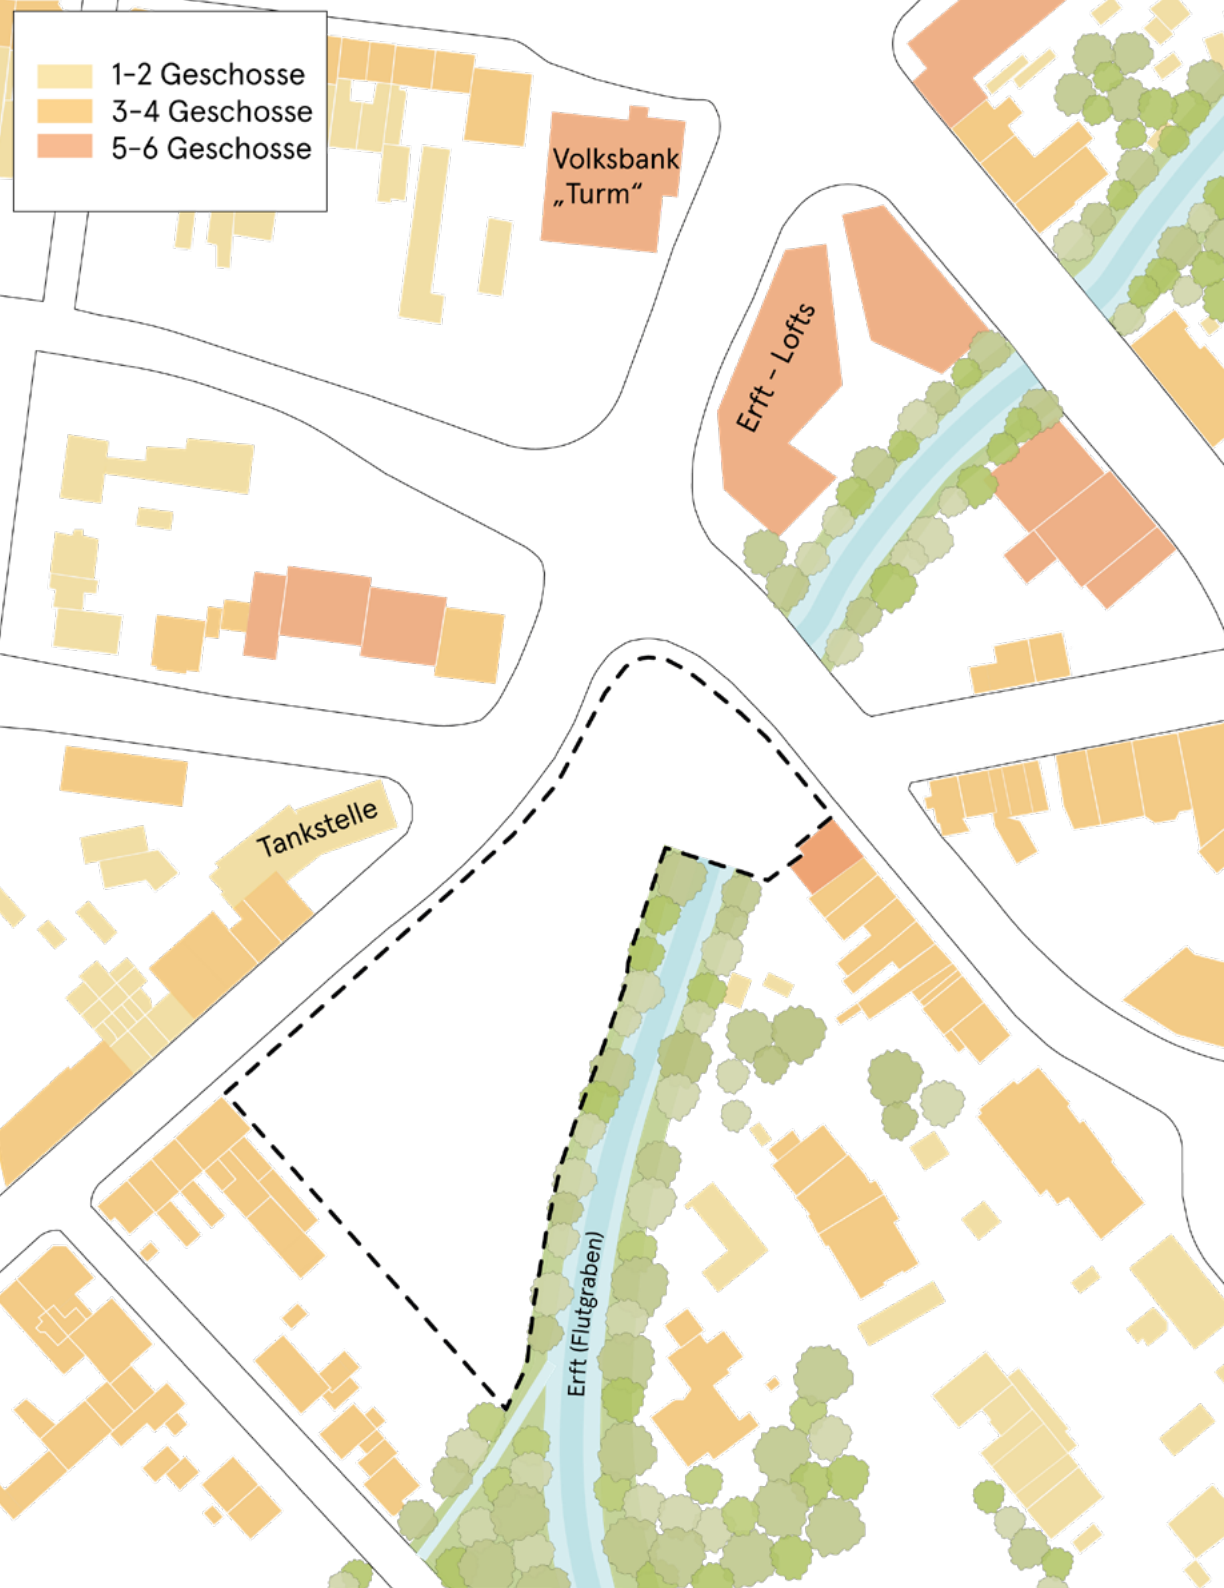 1–2 Geschosse
3–4 Geschosse
5–6 Geschosse
Volksbank
„Turm“
Erft - Lofts
Tankstelle
Erft (Flutgraben)